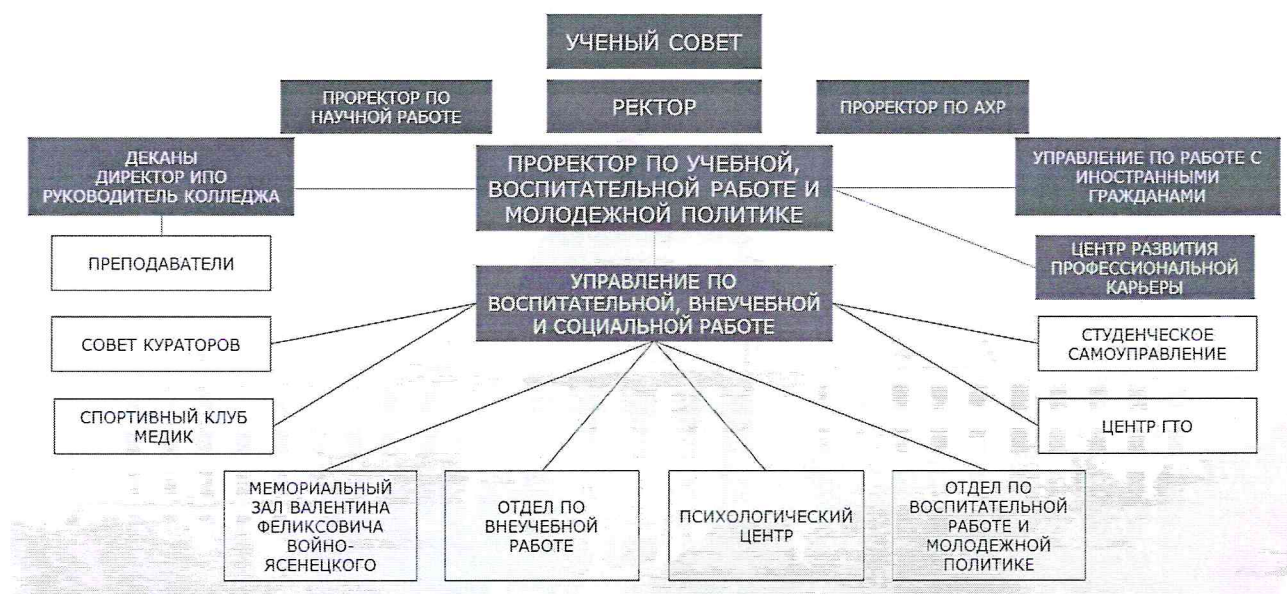 УЧЕНЫЙ СОВЕТ
ПРОРЕКТОР ПО
НАУЧНОЙ РАБОТЕ
РЕКТОР
ПРОРЕКТОР ПО АХР
ДЕКАНЫ
ДИРЕКТОР ИПО
РУКОВОДИТЕЛЬ КОЛЛЕДЖА
ПРОРЕКТОР ПО УЧЕБНОЙ,
ВОСПИТАТЕЛЬНОЙ РАБОТЕ И
МОЛОДЕЖНОЙ ПОЛИТИКЕ
УПРАВЛЕНИЕ ПО РАБОТЕ С
ИНОСТРАННЫМИ
ГРАЖДАНАМИ
ПРЕПОДАВАТЕЛИ
УПРАВЛЕНИЕ ПО
ВОСПИТАТЕЛЬНОЙ, ВНЕУЧЕБНОЙ
И СОЦИАЛЬНОЙ РАБОТЕ
ЦЕНТР РАЗВИТИЯ
ПРОФЕССИОНАЛЬНОЙ
КАРЬЕРЫ
СОВЕТ КУРАТОРОВ
СТУДЕНЧЕСКОЕ
САМОУПРАВЛЕНИЕ
СПОРТИВНЫЙ КЛУБ
МЕДИК
ЦЕНТР ГТО
МЕМОРИАЛЬНЫЙ
ЗАЛ ВАЛЕНТИНА
ФЕЛИКСОВИЧА
ВОЙНО-
ЯСЕНЕЦКОГО
ОТДЕЛ ПО
ВНЕУЧЕБНОЙ
РАБОТЕ
ПСИХОЛОГИЧЕСКИЙ
ЦЕНТР
ОТДЕЛ ПО
ВОСПИТАТЕЛЬНОЙ
РАБОТЕ И
МОЛОДЕЖНОЙ
ПОЛИТИКЕ